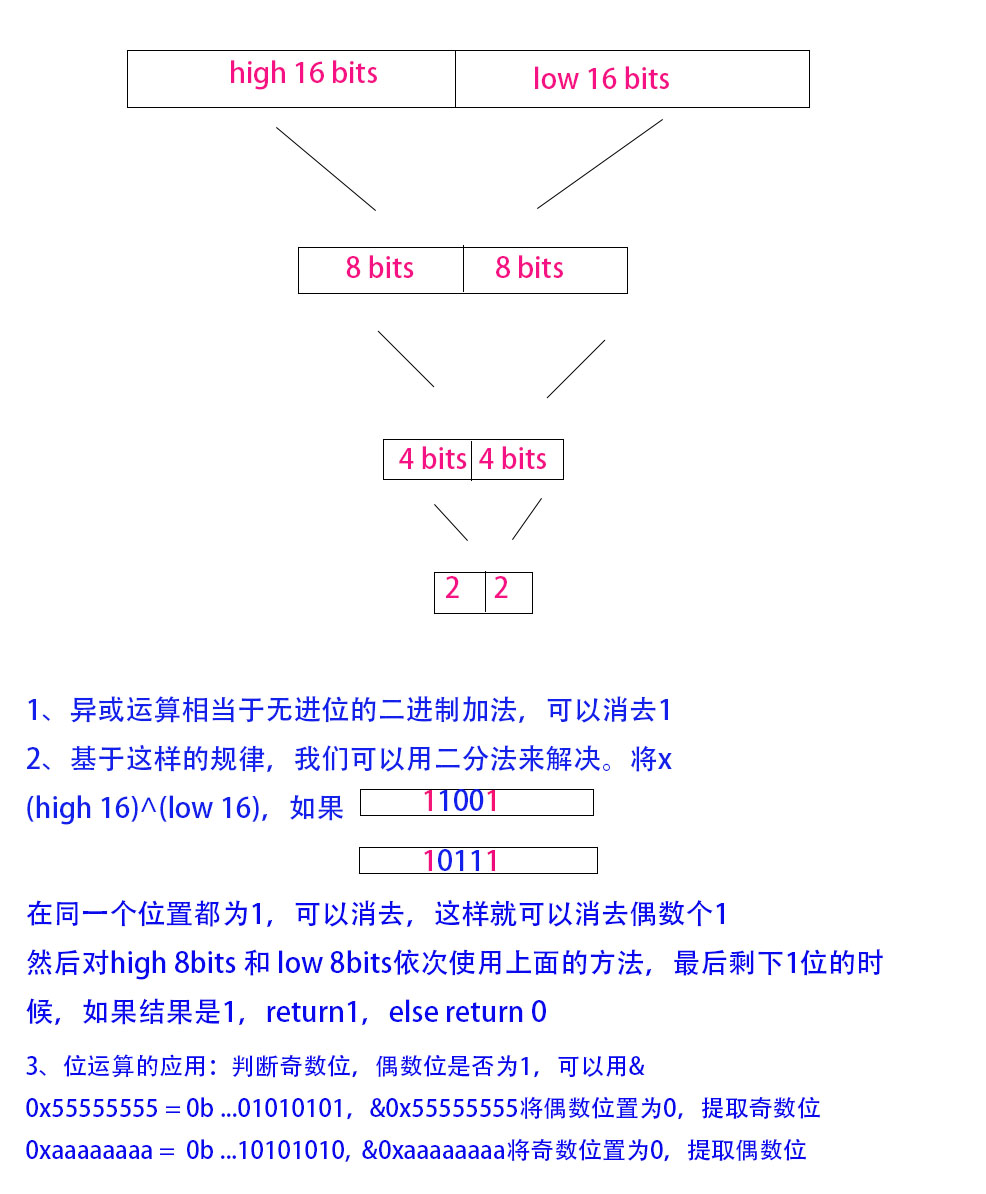 high 16 bits low 16 bits
8 bits 8 bits
4 bits 4 bits
2 2
1、异或运算相当于无进位的二进制加法，可以消去1
2、基于这样的规律，我们可以用二分法来解决。将x
(high 16)^(low 16)，如果 11001
10111
在同一个位置都为1，可以消去，这样就可以消去偶数个1
然后对high 8bits 和 low 8bits依次使用上面的方法，最后剩下1位的时
候，如果结果是1，return1，else return 0
3、位运算的应用：判断奇数位，偶数位是否为1，可以用&
0x55555555 = 0b ...01010101，&0x55555555将偶数位置为0，提取奇数位
0xaaaaaaaa = 0b ...10101010, &0xaaaaaaaa将奇数位置为0，提取偶数位